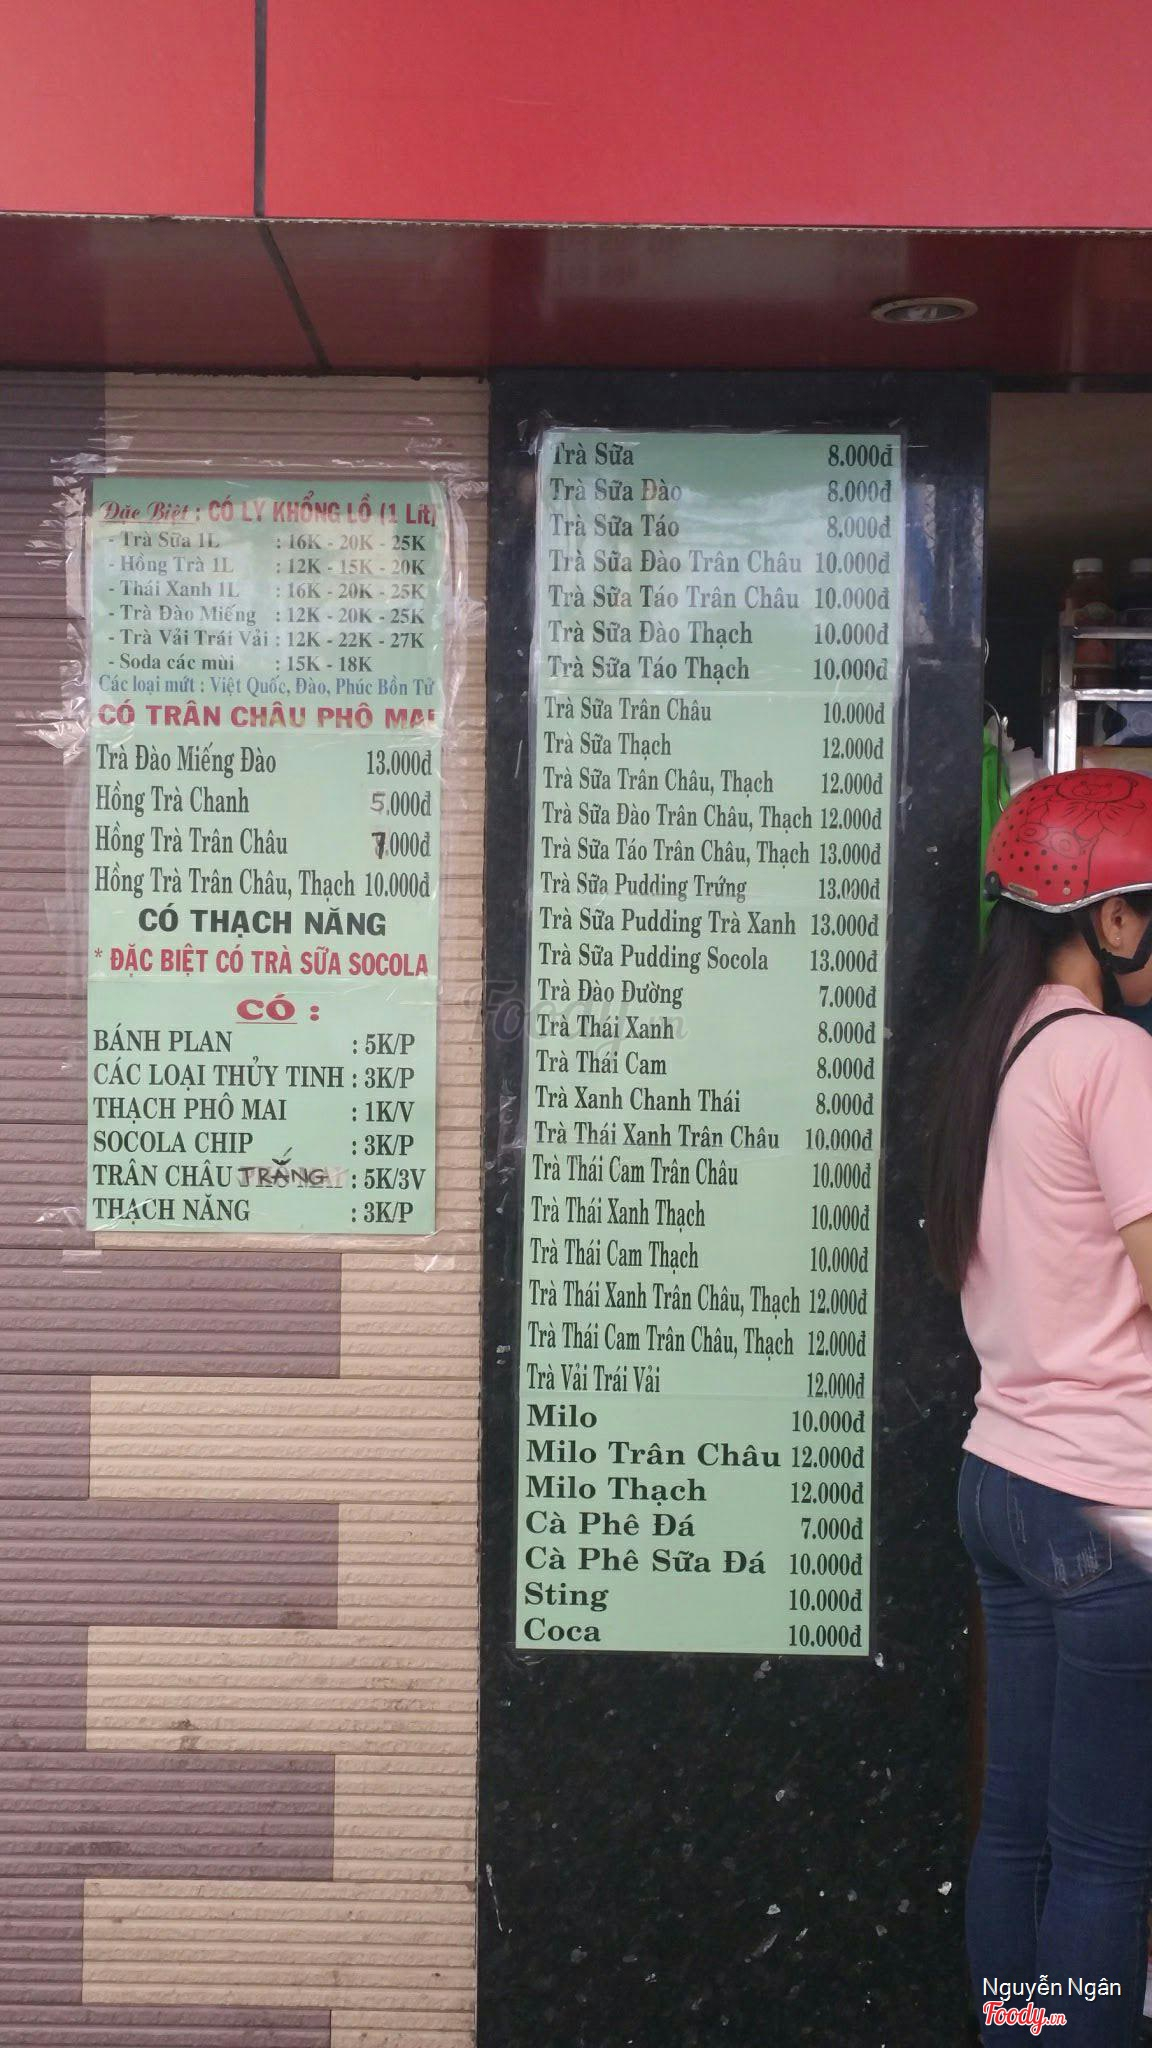 Đặc Biệt : CÓ LY KHỔNG LỒ (1 Lít)
- Trà Sữa 1L : 16K - 20K - 25K
- Hồng Trà 1L : 12K - 15K - 20K
- Thái Xanh 1L : 16K - 20K - 25K
- Trà Đào Miếng : 12K - 20K - 25K
- Trà Vải Trái Vải : 12K - 22K - 27K
- Soda các mùi : 15K - 18K
Các loại mứt : Việt Quốc, Đào, Phúc Bồn Tử
CÓ TRÂN CHÂU PHÔ MAI
Trà Đào Miếng Đào 13.000đ
Hồng Trà Chanh 5.000đ
Hồng Trà Trân Châu 7.000đ
Hồng Trà Trân Châu, Thạch 10.000đ
CÓ THẠCH NĂNG
* ĐẶC BIỆT CÓ TRÀ SỮA SOCOLA
CÓ :
BÁNH PLAN : 5K/P
CÁC LOẠI THỦY TINH : 3K/P
THẠCH PHÔ MAI : 1K/V
SOCOLA CHIP : 3K/P
TRÂN CHÂU TRẮNG : 5K/3V
THẠCH NĂNG : 3K/P
Trà Sữa 8.000đ
Trà Sữa Đào 8.000đ
Trà Sữa Táo 8.000đ
Trà Sữa Đào Trân Châu 10.000đ
Trà Sữa Táo Trân Châu 10.000đ
Trà Sữa Đào Thạch 10.000đ
Trà Sữa Táo Thạch 10.000đ
Trà Sữa Trân Châu 10.000đ
Trà Sữa Thạch 12.000đ
Trà Sữa Trân Châu, Thạch 12.000đ
Trà Sữa Đào Trân Châu, Thạch 12.000đ
Trà Sữa Táo Trân Châu, Thạch 13.000đ
Trà Sữa Pudding Trứng 13.000đ
Trà Sữa Pudding Trà Xanh 13.000đ
Trà Sữa Pudding Socola 13.000đ
Trà Đào Đường 7.000đ
Trà Thái Xanh 8.000đ
Trà Thái Cam 8.000đ
Trà Xanh Chanh Thái 8.000đ
Trà Thái Xanh Trân Châu 10.000đ
Trà Thái Cam Trân Châu 10.000đ
Trà Thái Xanh Thạch 10.000đ
Trà Thái Cam Thạch 10.000đ
Trà Thái Xanh Trân Châu, Thạch 12.000đ
Trà Thái Cam Trân Châu, Thạch 12.000đ
Trà Vải Trái Vải 12.000đ
Milo 10.000đ
Milo Trân Châu 12.000đ
Milo Thạch 12.000đ
Cà Phê Đá 7.000đ
Cà Phê Sữa Đá 10.000đ
Sting 10.000đ
Coca 10.000đ
Foody.vn
Nguyễn Ngân
Foody.vn